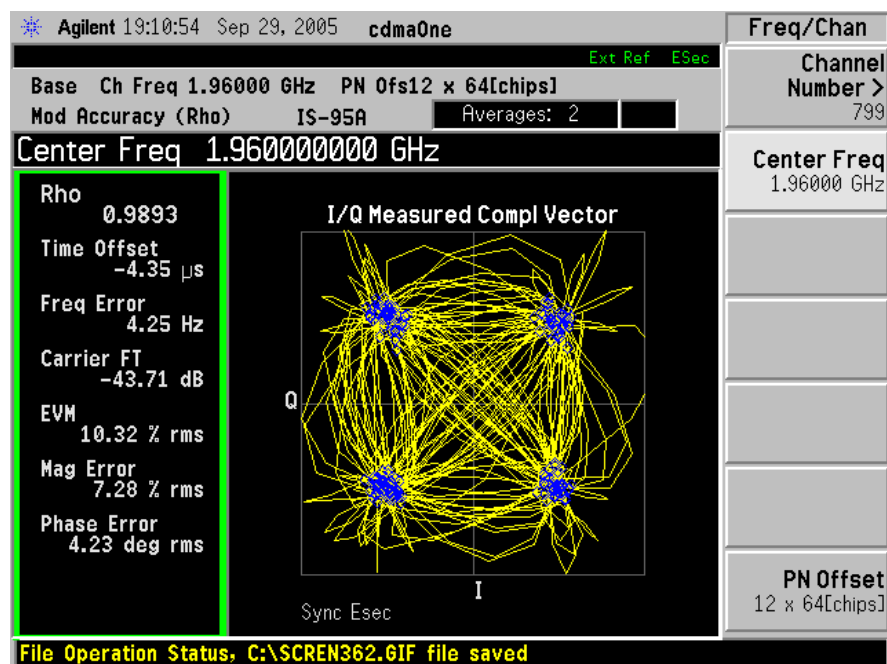 Agilent 19:10:54 Sep 29, 2005 cdmaOne
Freq/Chan
Ext Ref ESec
Base Ch Freq 1.96000 GHz PN Ofs12 x 64[chips]
Mod Accuracy (Rho) IS-95A Averages: 2
Center Freq 1.960000000 GHz
Rho
0.9893
Time Offset
-4.35 µs
Freq Error
4.25 Hz
Carrier FT
-43.71 dB
EVM
10.32 % rms
Mag Error
7.28 % rms
Phase Error
4.23 deg rms
I/Q Measured Compl Vector
Q
I
Sync Esec
Channel
Number >
799
Center Freq
1.96000 GHz
PN Offset
12 x 64[chips]
File Operation Status, C:\SCREN362.GIF file saved